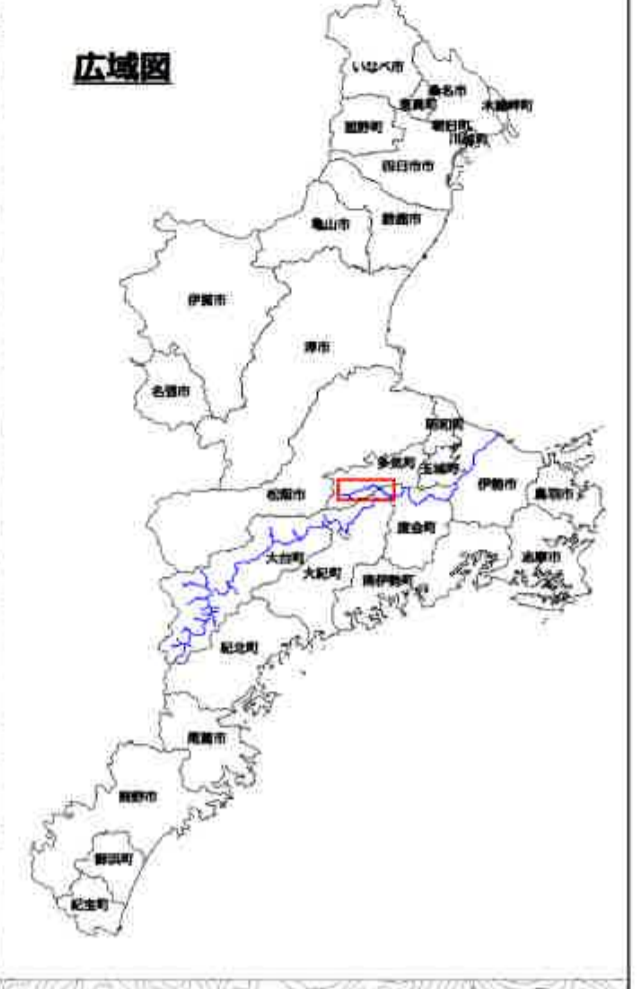 広域図
いなべ市
桑名市
東員町
木曽岬町
菰野町
朝日町
川越町
四日市市
亀山市
鈴鹿市
伊賀市
津市
名張市
明和町
多気町
玉城町
松阪市
伊勢市
鳥羽市
度会町
大台町
志摩市
大紀町
南伊勢町
紀北町
尾鷲市
熊野市
御浜町
紀宝町